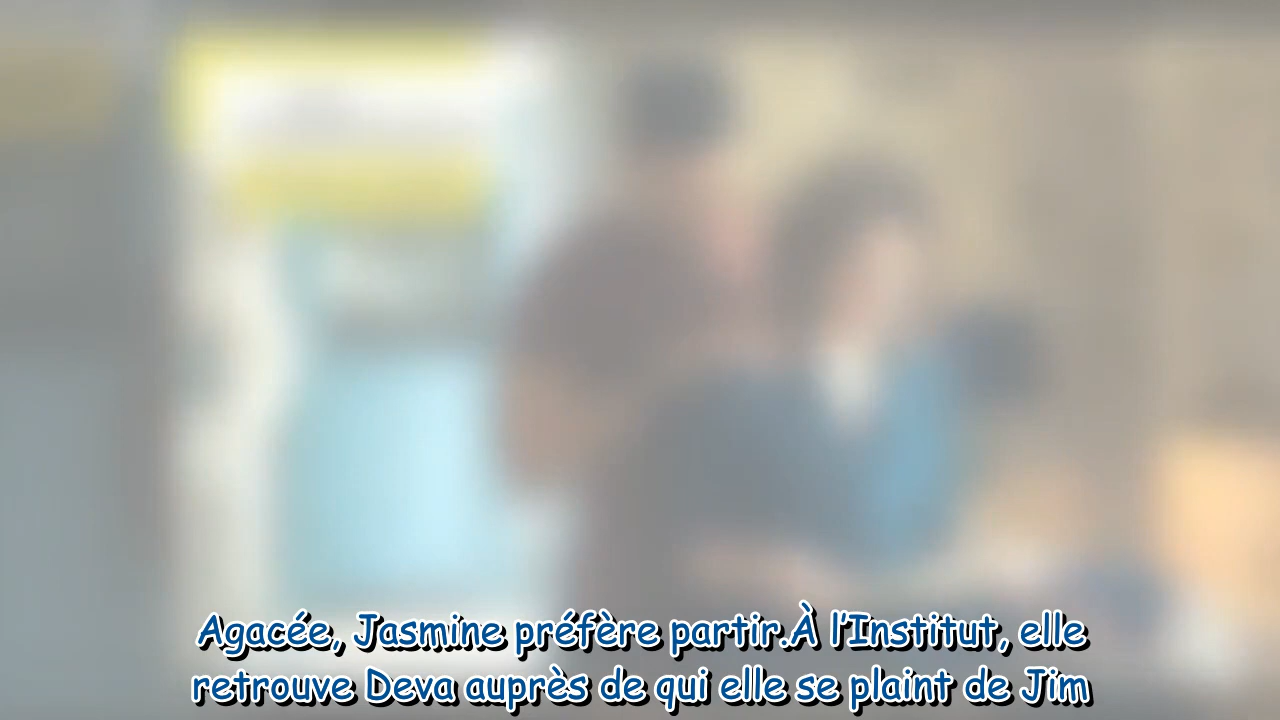 Agacée, Jasmine préfère partir.À l’Institut, elle
retrouve Deva auprès de qui elle se plaint de Jim